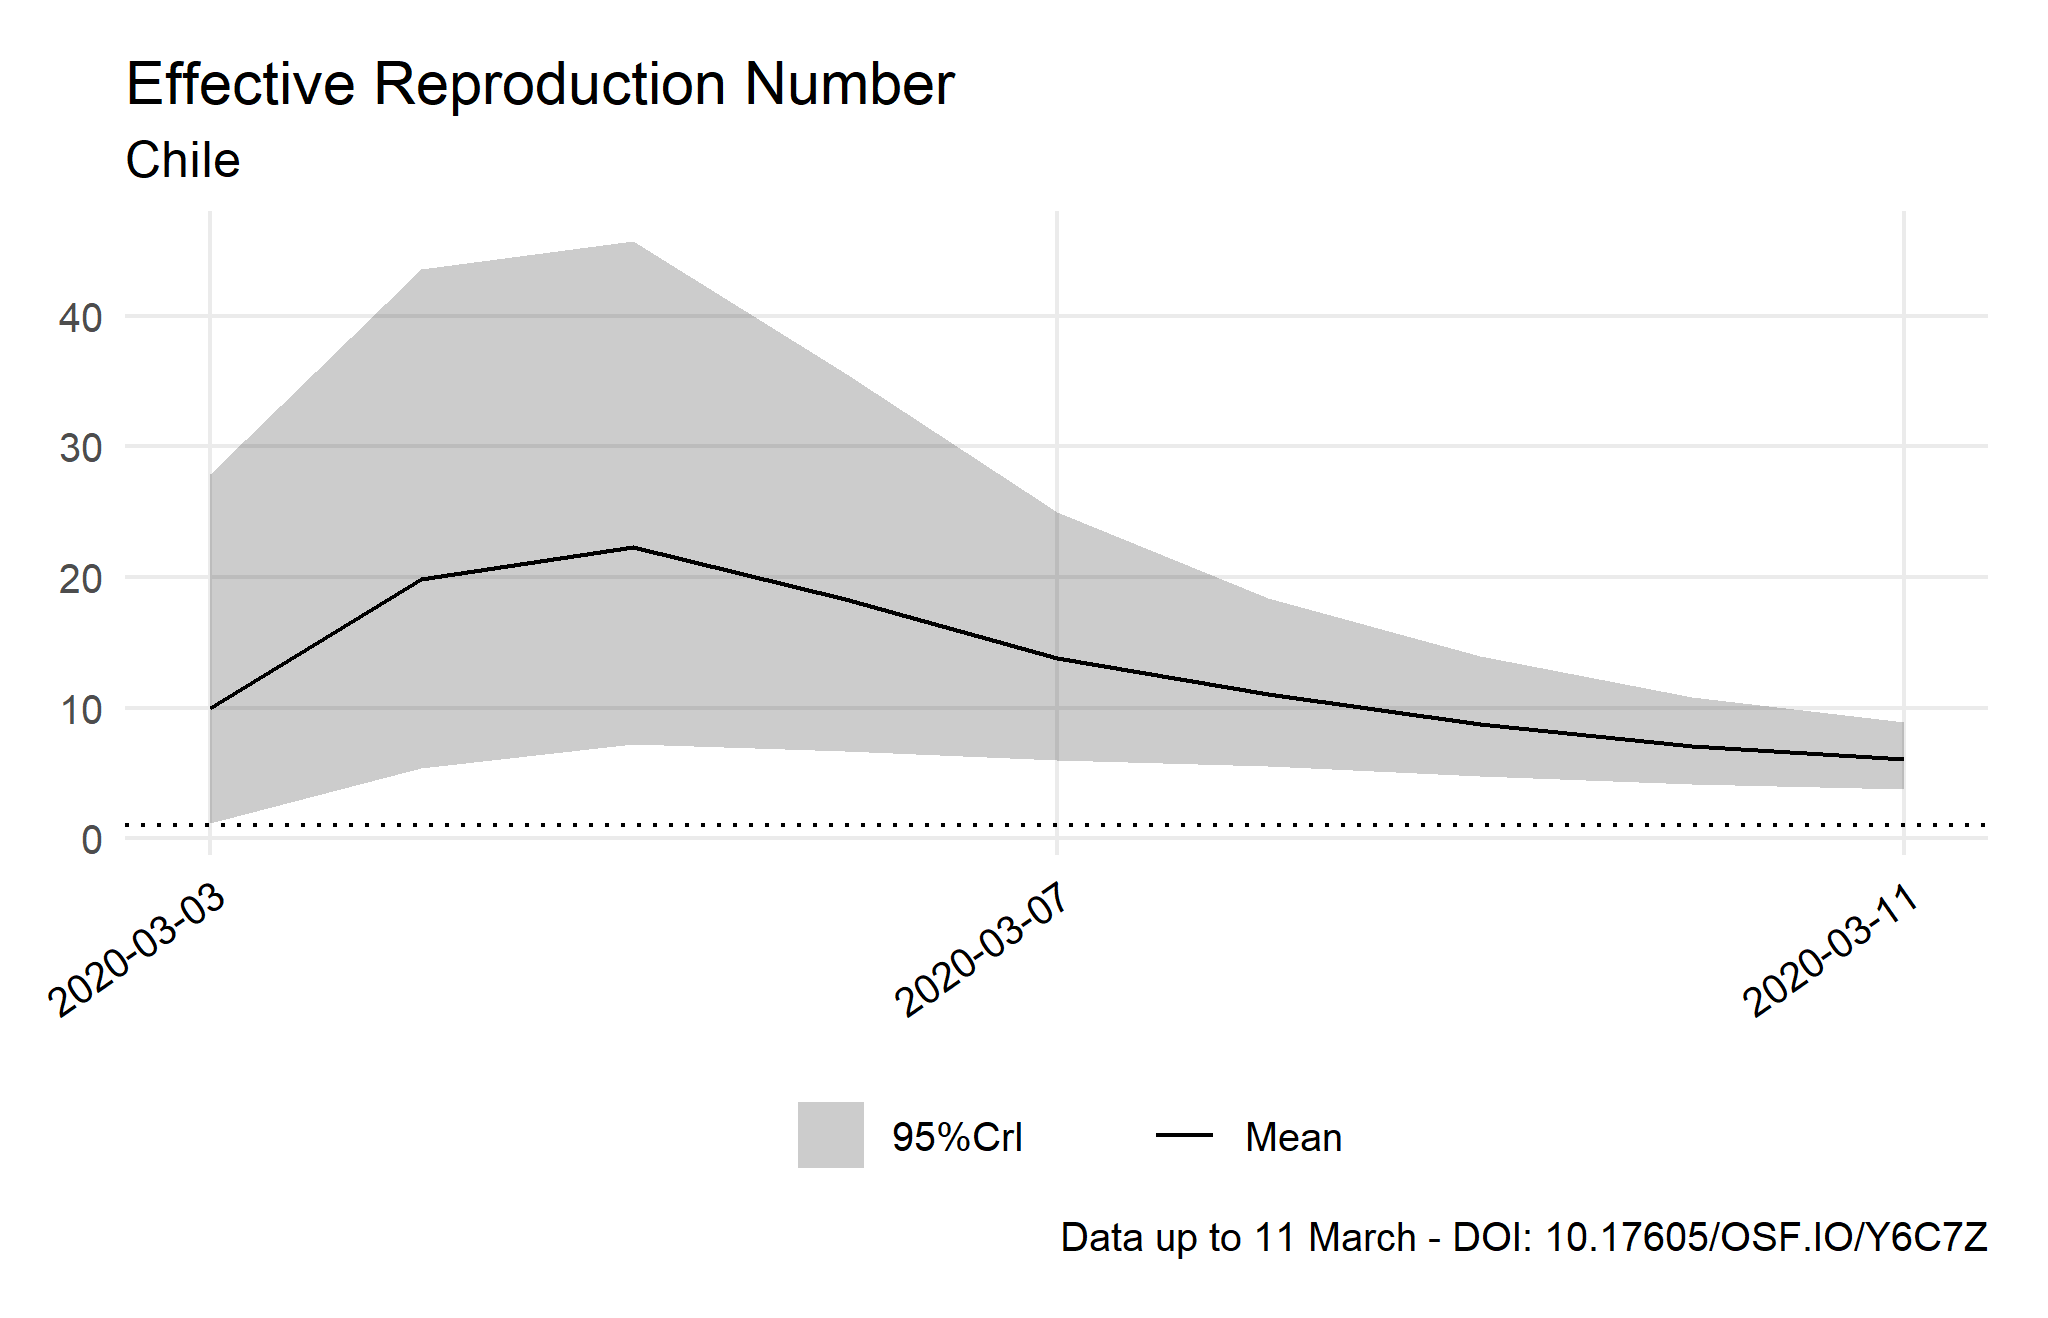 Effective Reproduction Number
Chile
40
30
20
10
0
2020-03-03
2020-03-07
2020-03-11
95%CrI
Mean
Data up to 11 March - DOI: 10.17605/OSF.IO/Y6C7Z